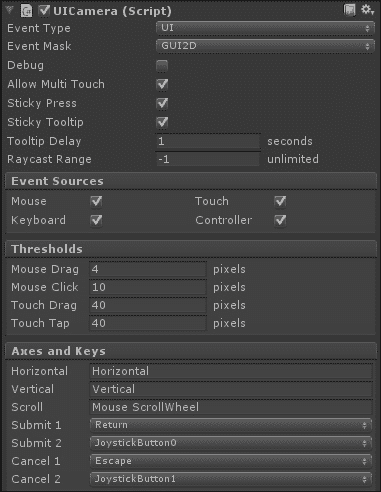 UICamera (Script)
Event Type UI
Event Mask GUI2D
Debug
Allow Multi Touch
Sticky Press
Sticky Tooltip
Tooltip Delay 1 seconds
Raycast Range -1 unlimited
Event Sources
Mouse Touch
Keyboard Controller
Thresholds
Mouse Drag 4 pixels
Mouse Click 10 pixels
Touch Drag 40 pixels
Touch Tap 40 pixels
Axes and Keys
Horizontal Horizontal
Vertical Vertical
Scroll Mouse ScrollWheel
Submit 1 Return
Submit 2 JoystickButton0
Cancel 1 Escape
Cancel 2 JoystickButton1